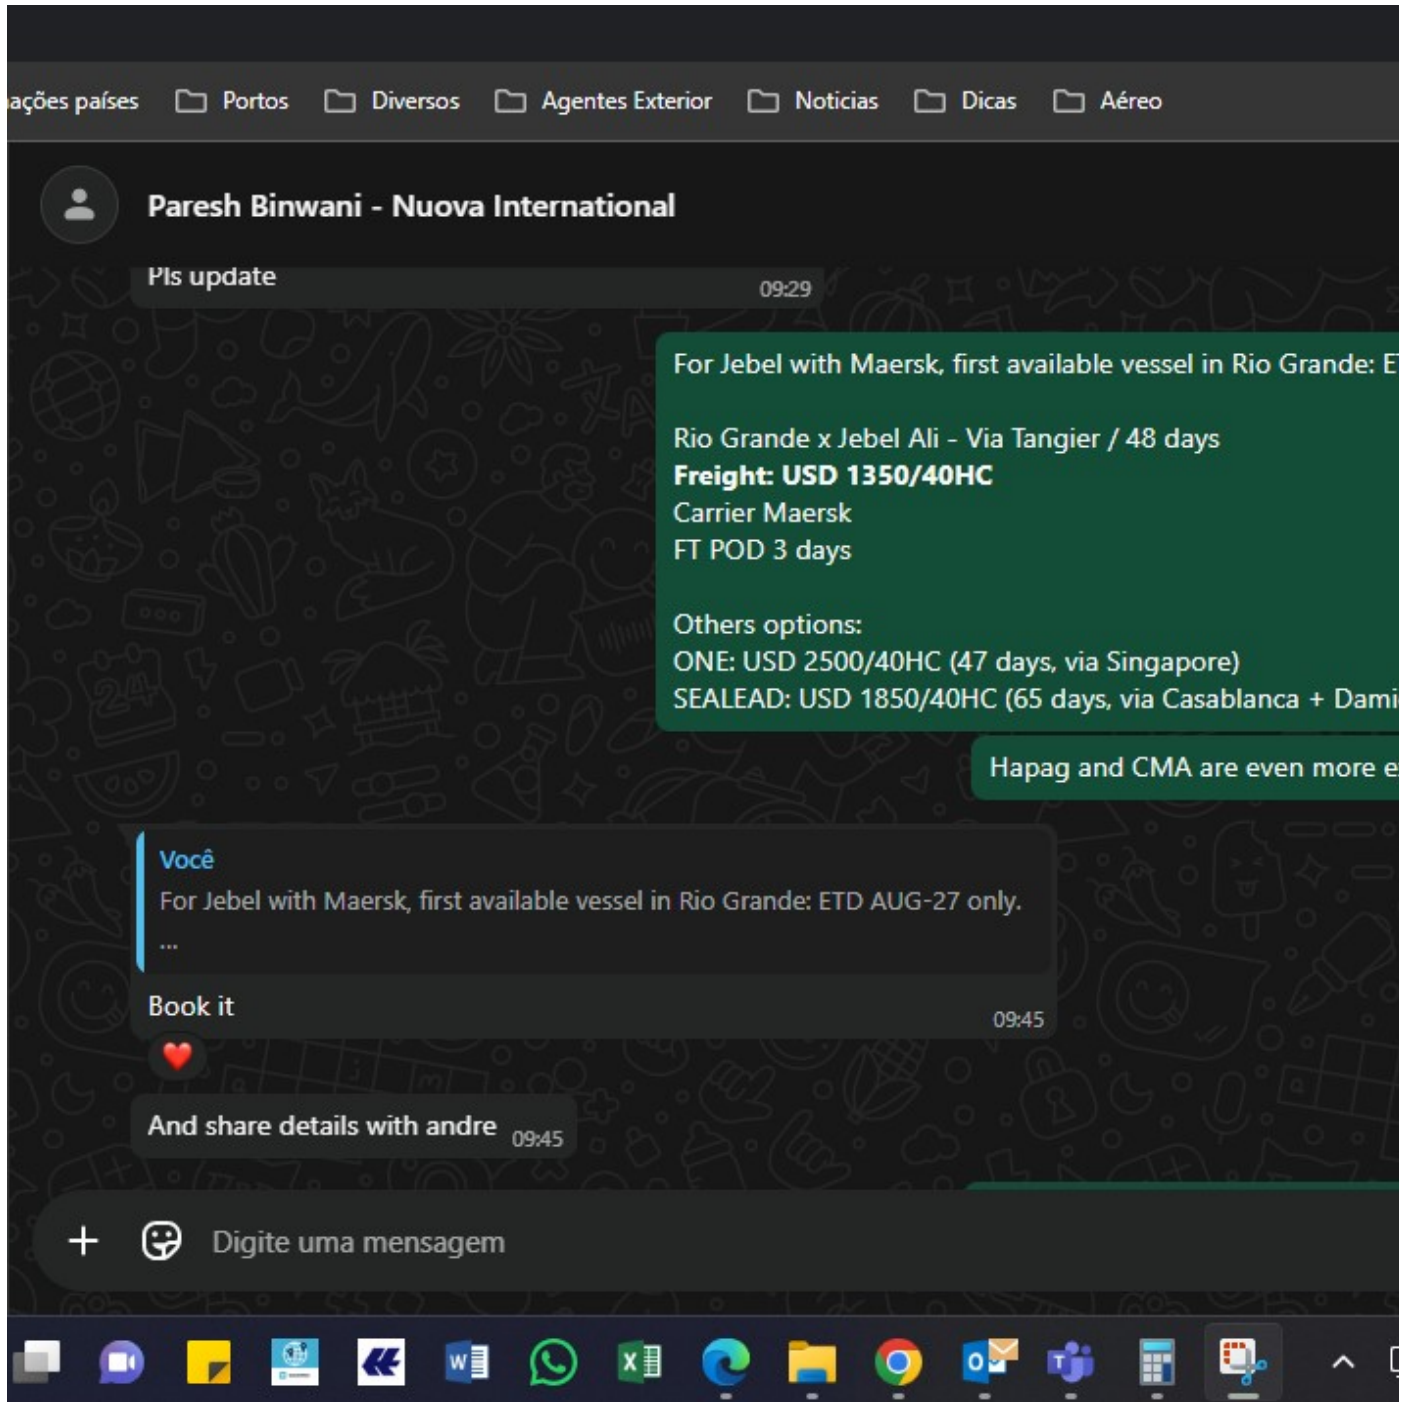 ações países Portos Diversos Agentes Exterior Noticias Dicas Aéreo
Paresh Binwani - Nuova International
Pls update
09:29
For Jebel with Maersk, first available vessel in Rio Grande: E
Rio Grande x Jebel Ali - Via Tangier / 48 days
Freight: USD 1350/40HC
Carrier Maersk
FT POD 3 days
Others options:
ONE: USD 2500/40HC (47 days, via Singapore)
SEALEAD: USD 1850/40HC (65 days, via Casablanca + Dami
Hapag and CMA are even more e
Você
For Jebel with Maersk, first available vessel in Rio Grande: ETD AUG-27 only.
...
Book it
09:45
And share details with andre 09:45
Digite uma mensagem